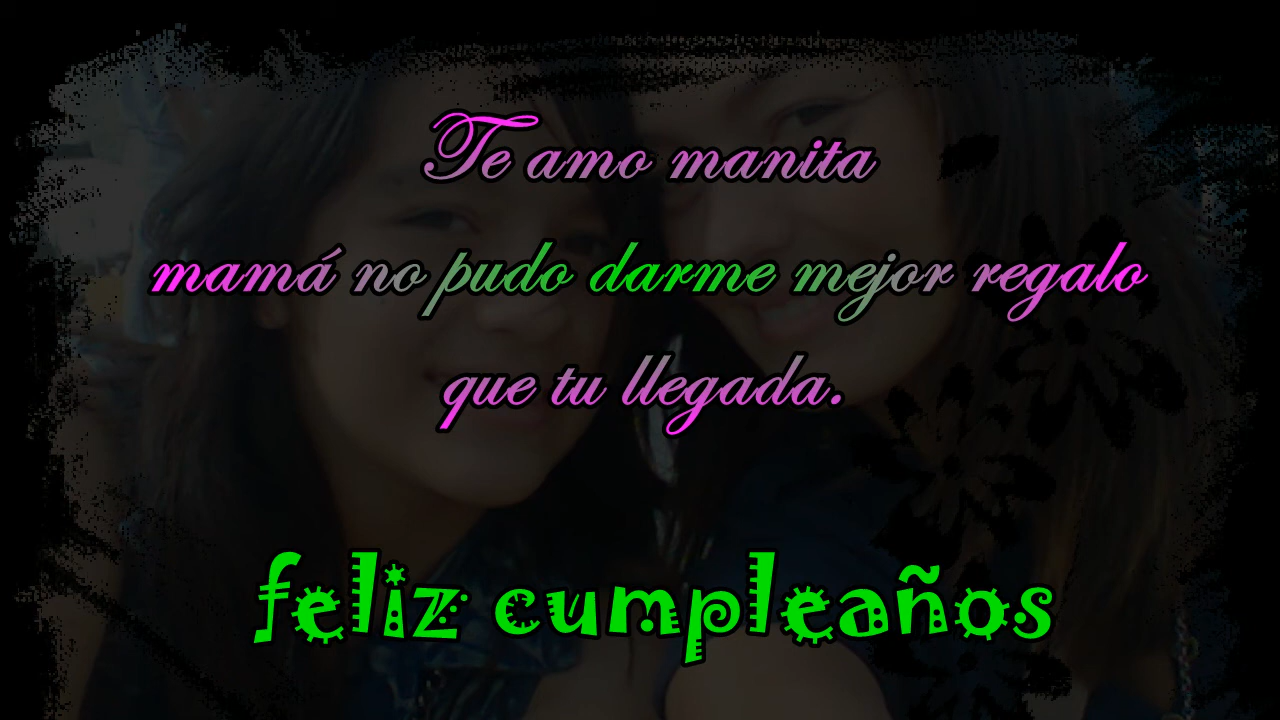 Te amo manita
mamá no pudo darme mejor regalo
que tu llegada.
feliz cumpleaños